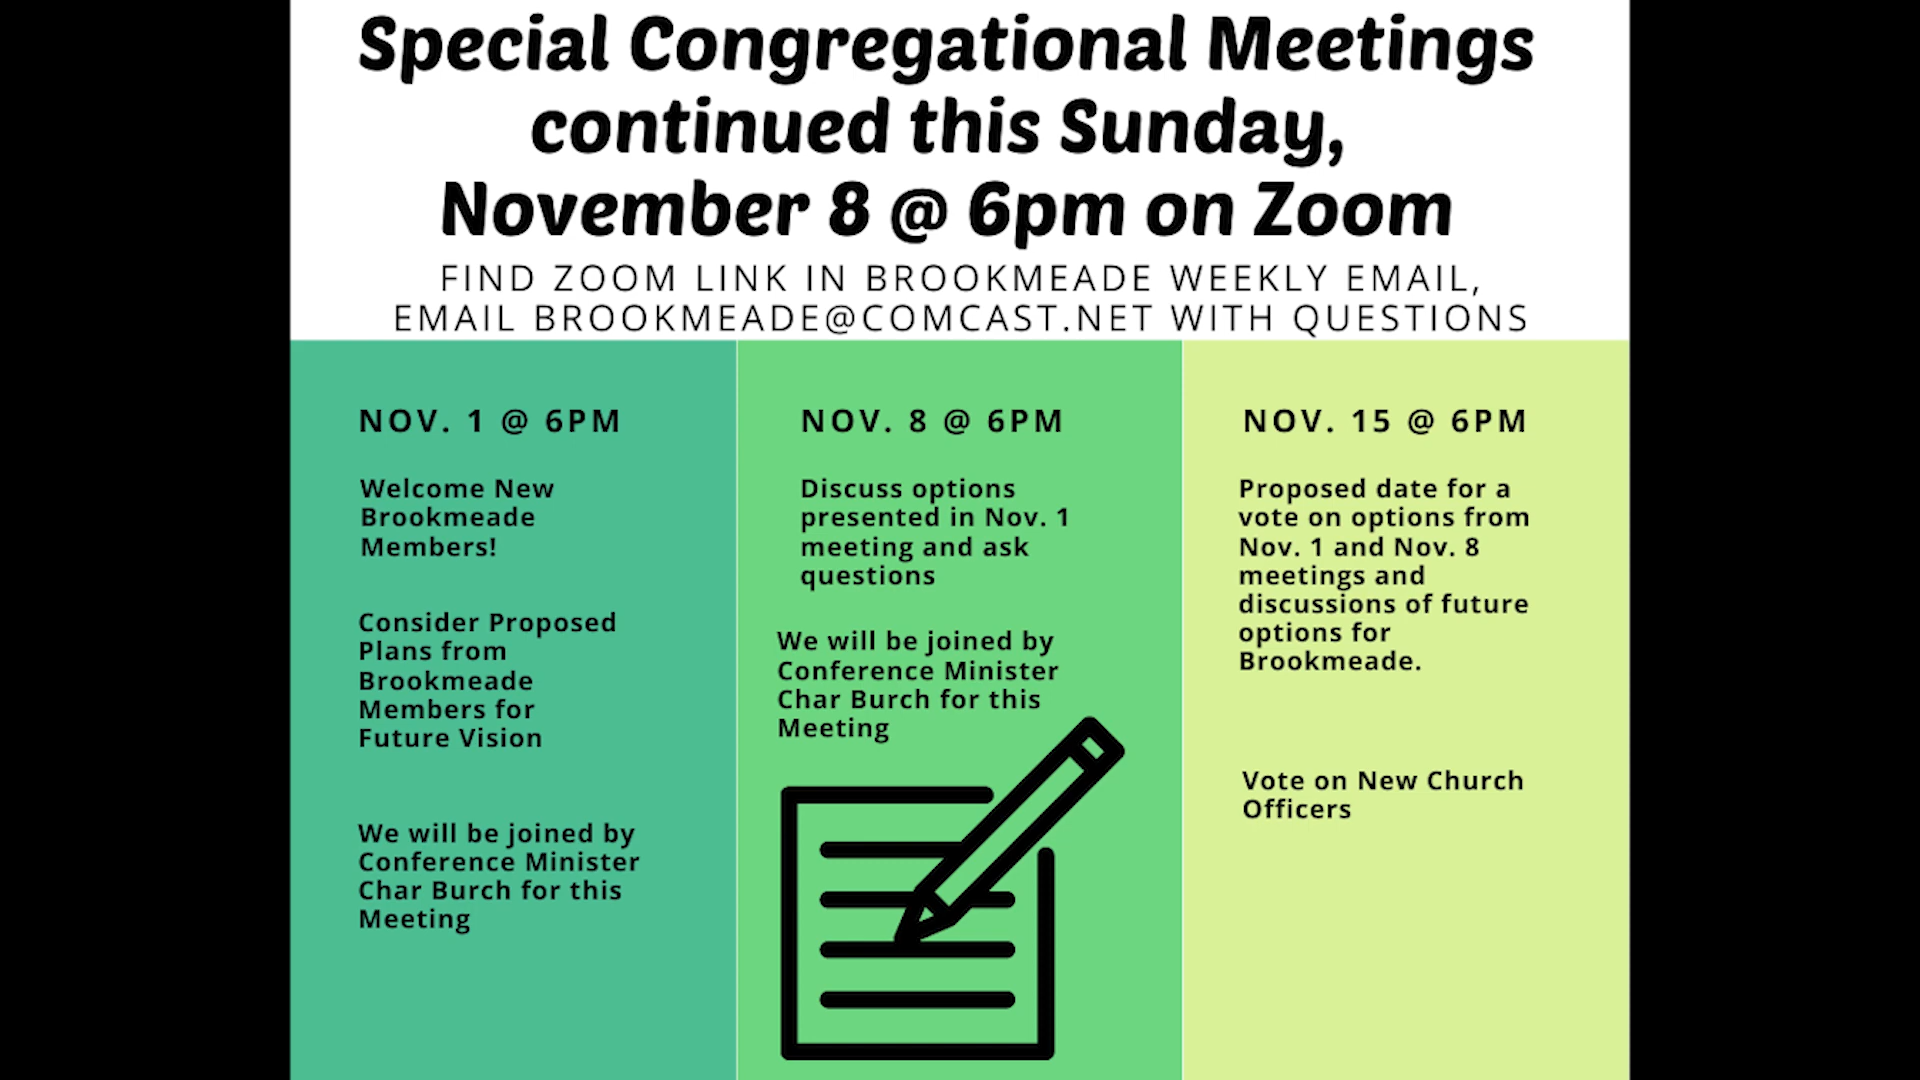 Special Congregational Meetings
continued this Sunday,
November 8 @ 6pm on Zoom
FIND ZOOM LINK IN BROOKMEADE WEEKLY EMAIL,
EMAIL BROOKMEADE@COMCAST.NET WITH QUESTIONS
NOV. 1 @ 6PM
Welcome New
Brookmeade
Members!
Consider Proposed
Plans from
Brookmeade
Members for
Future Vision
We will be joined by
Conference Minister
Char Burch for this
Meeting
NOV. 8 @ 6PM
Discuss options
presented in Nov. 1
meeting and ask
questions
We will be joined by
Conference Minister
Char Burch for this
Meeting
NOV. 15 @ 6PM
Proposed date for a
vote on options from
Nov. 1 and Nov. 8
meetings and
discussions of future
options for
Brookmeade.
Vote on New Church
Officers